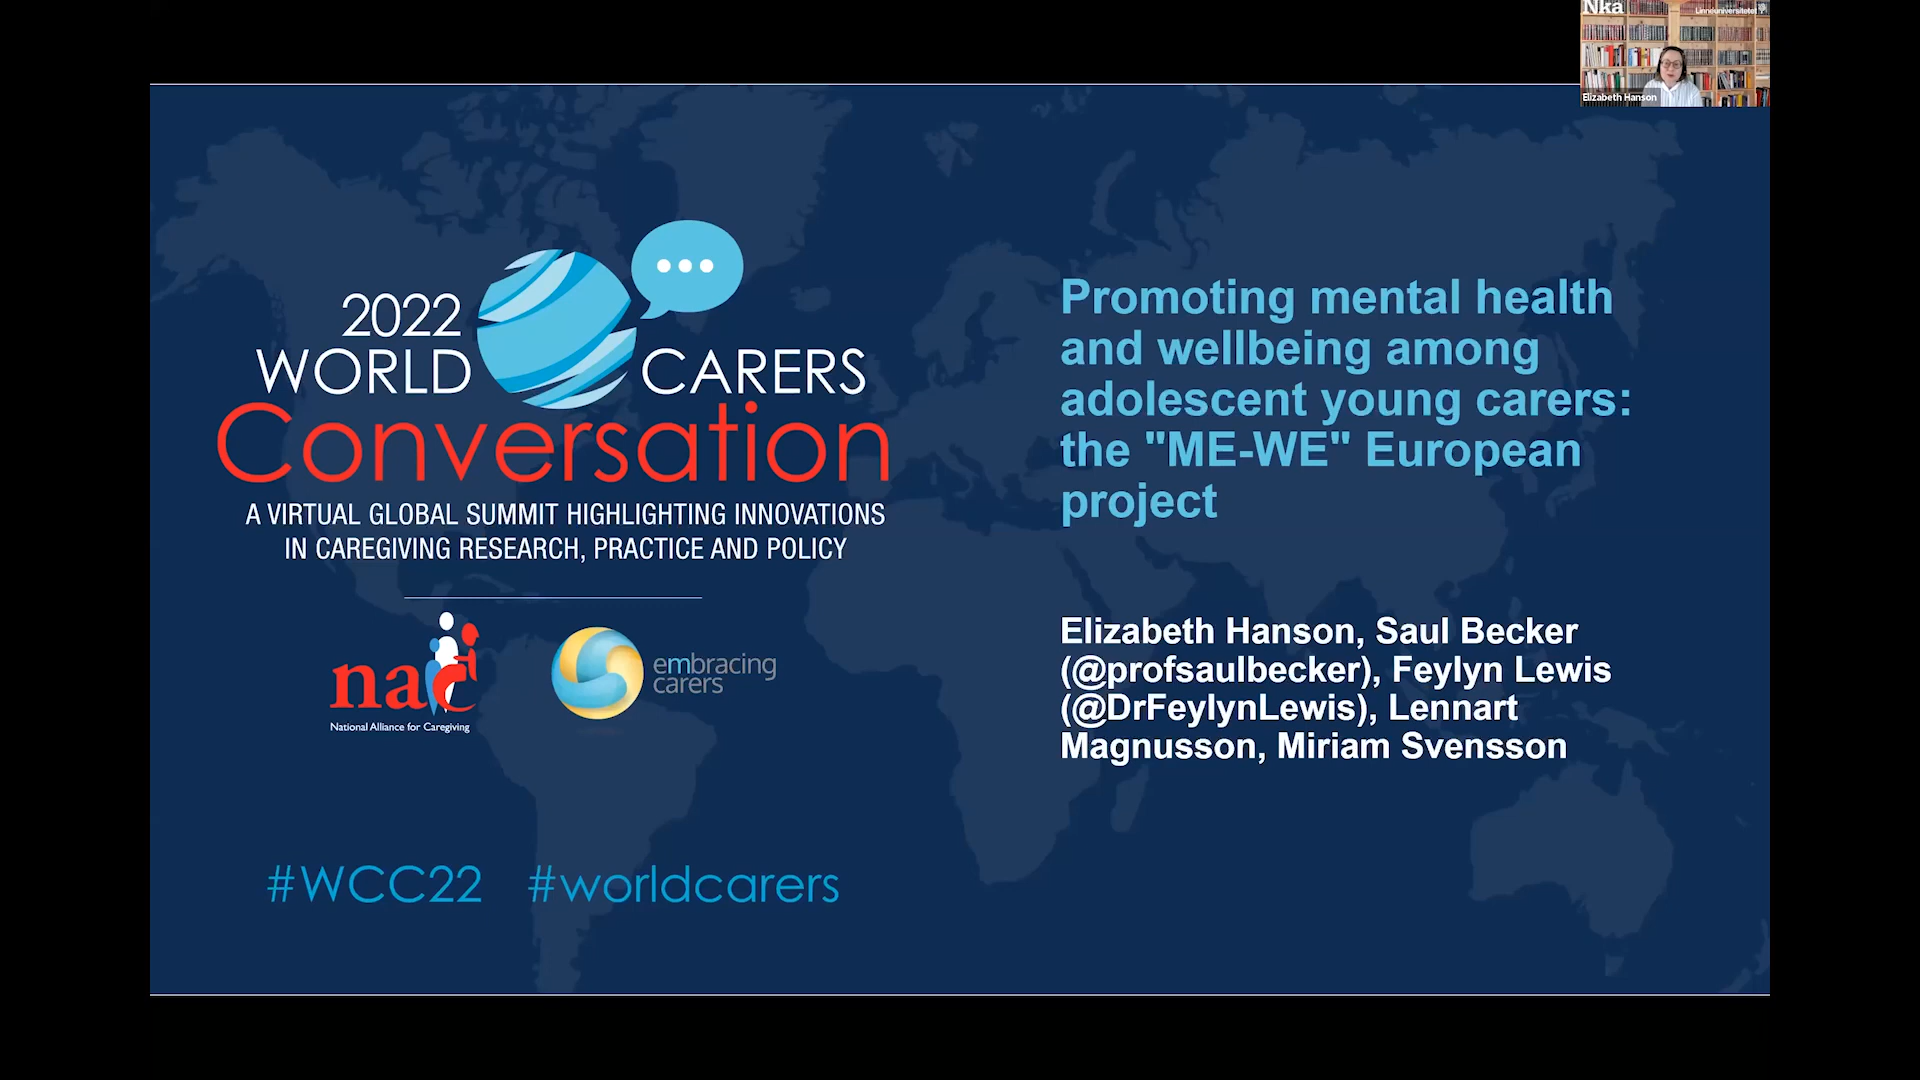 Nka
Linnéuniversitetet
Elizabeth Hanson
2022
WORLD CARERS
Conversation
A VIRTUAL GLOBAL SUMMIT HIGHLIGHTING INNOVATIONS
IN CAREGIVING RESEARCH, PRACTICE AND POLICY
nac
National Alliance for Caregiving
embracing
carers
#WCC22 #worldcarers
Promoting mental health
and wellbeing among
adolescent young carers:
the "ME-WE" European
project
Elizabeth Hanson, Saul Becker
(@profsaulbecker), Feylyn Lewis
(@DrFeylynLewis), Lennart
Magnusson, Miriam Svensson